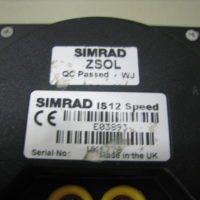 SIMRAD
ZSOL
QC Passed - WJ
SIMRAD IS12 Speed
CE
E03893
Serial No:
Made in the UK